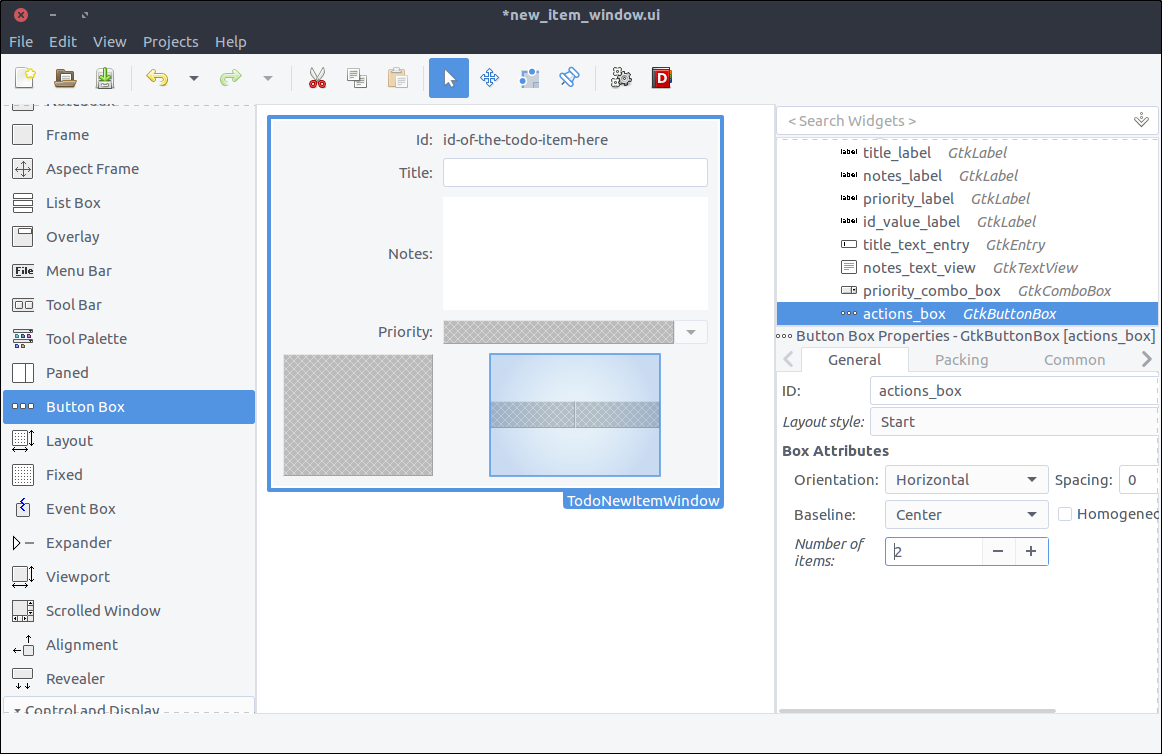 *new_item_window.ui
File Edit View Projects Help
D
Notebook
Frame
Aspect Frame
List Box
Overlay
File Menu Bar
Tool Bar
Tool Palette
Paned
Button Box
Layout
Fixed
Event Box
Expander
Viewport
Scrolled Window
Alignment
Revealer
Control and Display
Id: id-of-the-todo-item-here
Title:
Notes:
Priority:
TodoNewItemWindow
< Search Widgets >
label title_label GtkLabel
label notes_label GtkLabel
label priority_label GtkLabel
label id_value_label GtkLabel
title_text_entry GtkEntry
notes_text_view GtkTextView
priority_combo_box GtkComboBox
actions_box GtkButtonBox
Button Box Properties - GtkButtonBox [actions_box]
General Packing Common
ID: actions_box
Layout style: Start
Box Attributes
Orientation: Horizontal Spacing: 0
Baseline: Center Homogeneo
Number of
items: 2